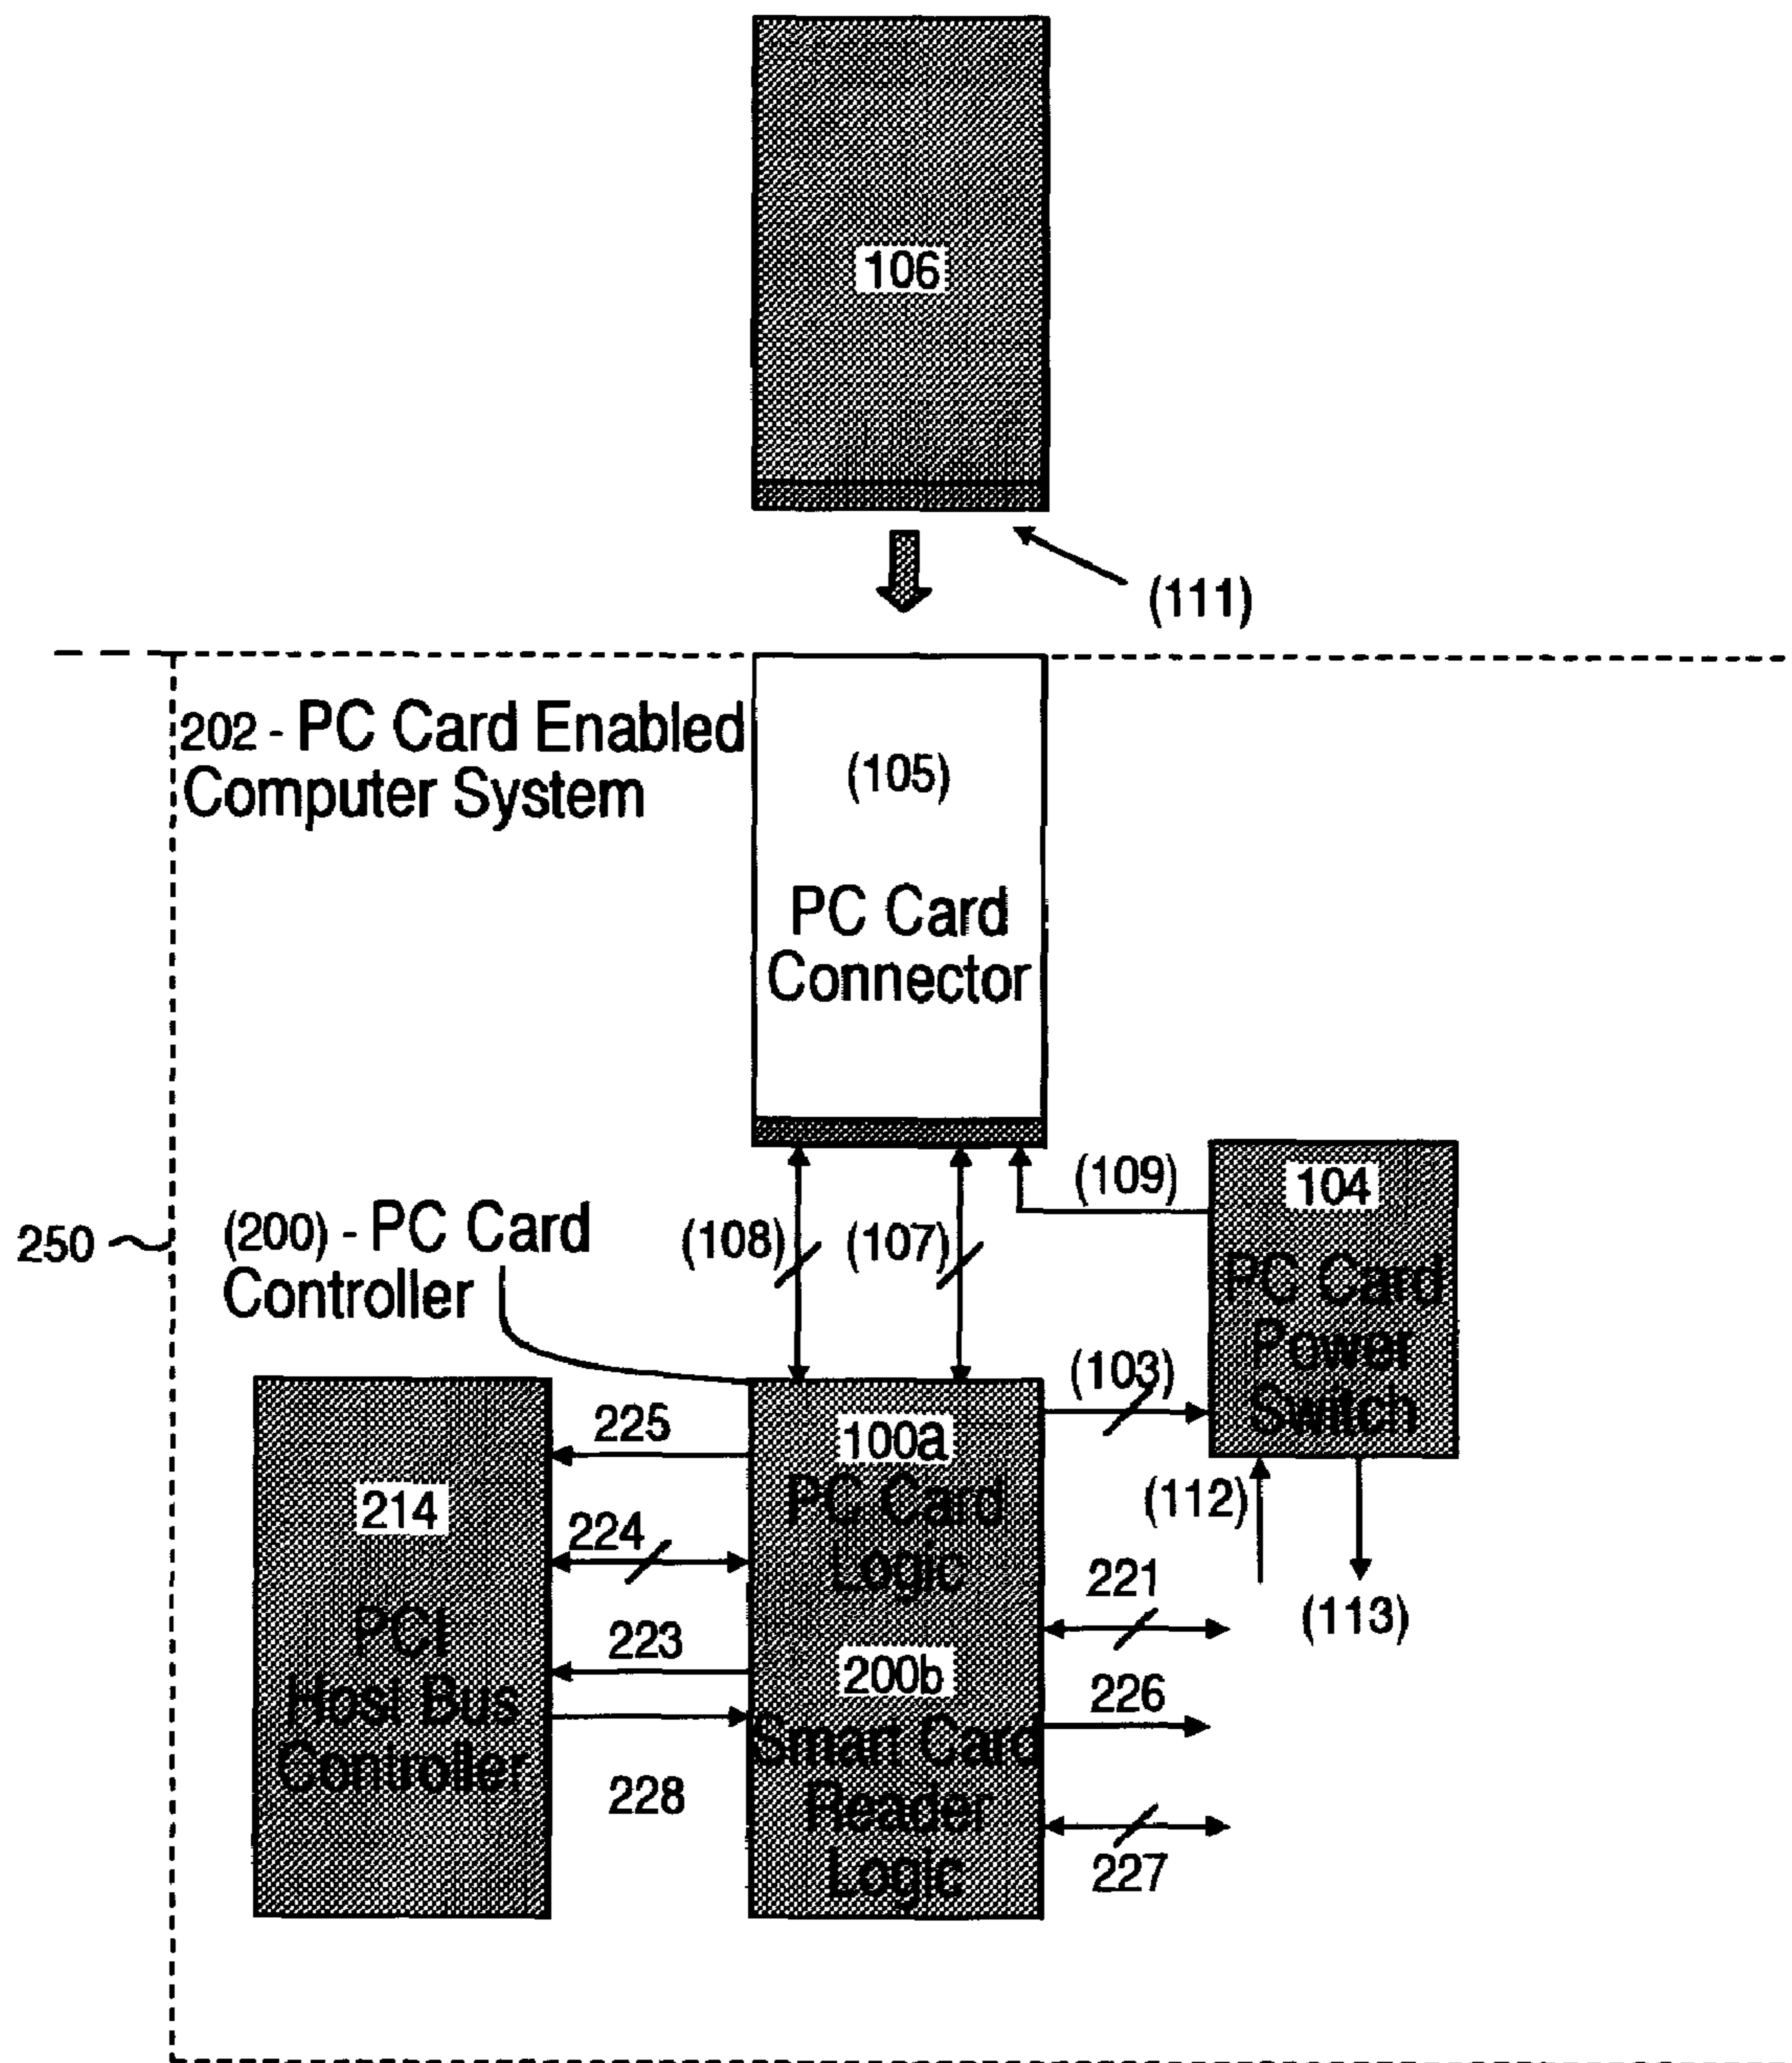 106
(111)
202 - PC Card Enabled
Computer System
(105)
PC Card
Connector
(109)
104
PC Card
Power
Switch
250
(200) - PC Card
Controller
(108)
(107)
(103)
225
100a
PC Card
Logic
(112)
214
224
221
(113)
PCI
Host Bus
Controller
223
200b
Smart Card
Reader
Logic
226
228
227